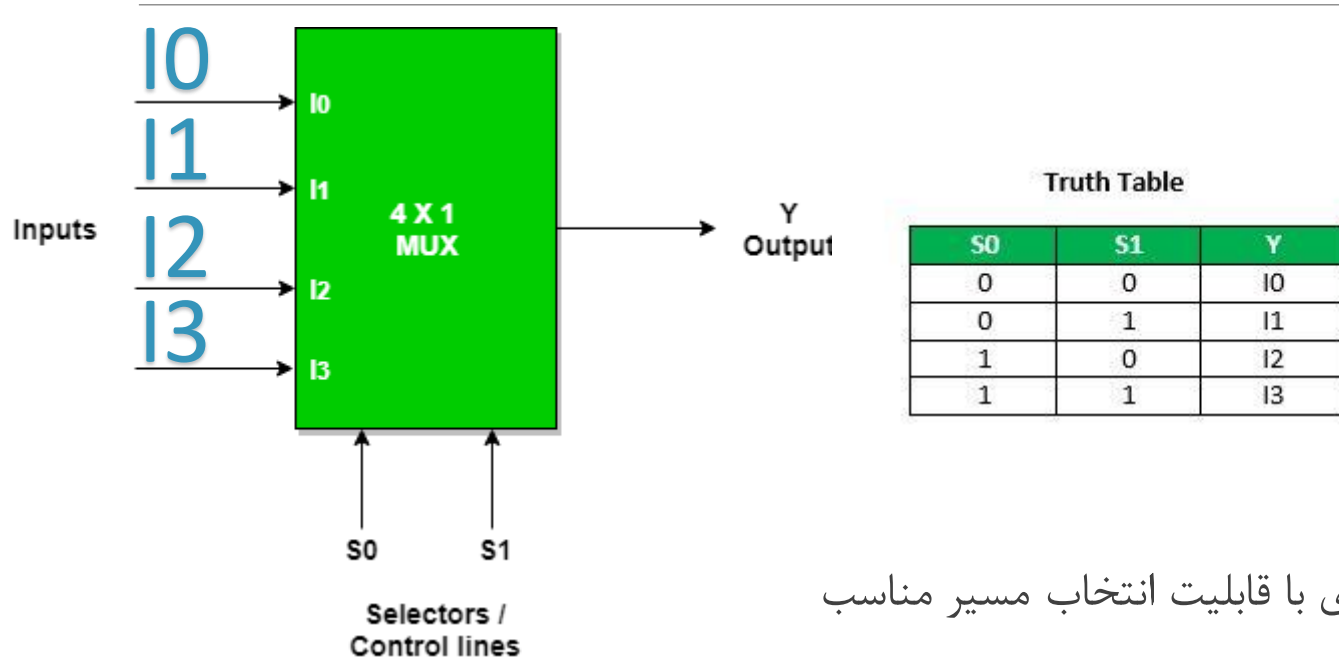 I0
I1
I2
I3
Inputs
I0
I1
I2
I3
4 X 1
MUX
Y
Output
S0
S1
Selectors /
Control lines
Truth Table
S0 S1 Y
0 0 I0
0 1 I1
1 0 I2
1 1 I3
با قابلیت انتخاب مسیر مناسب